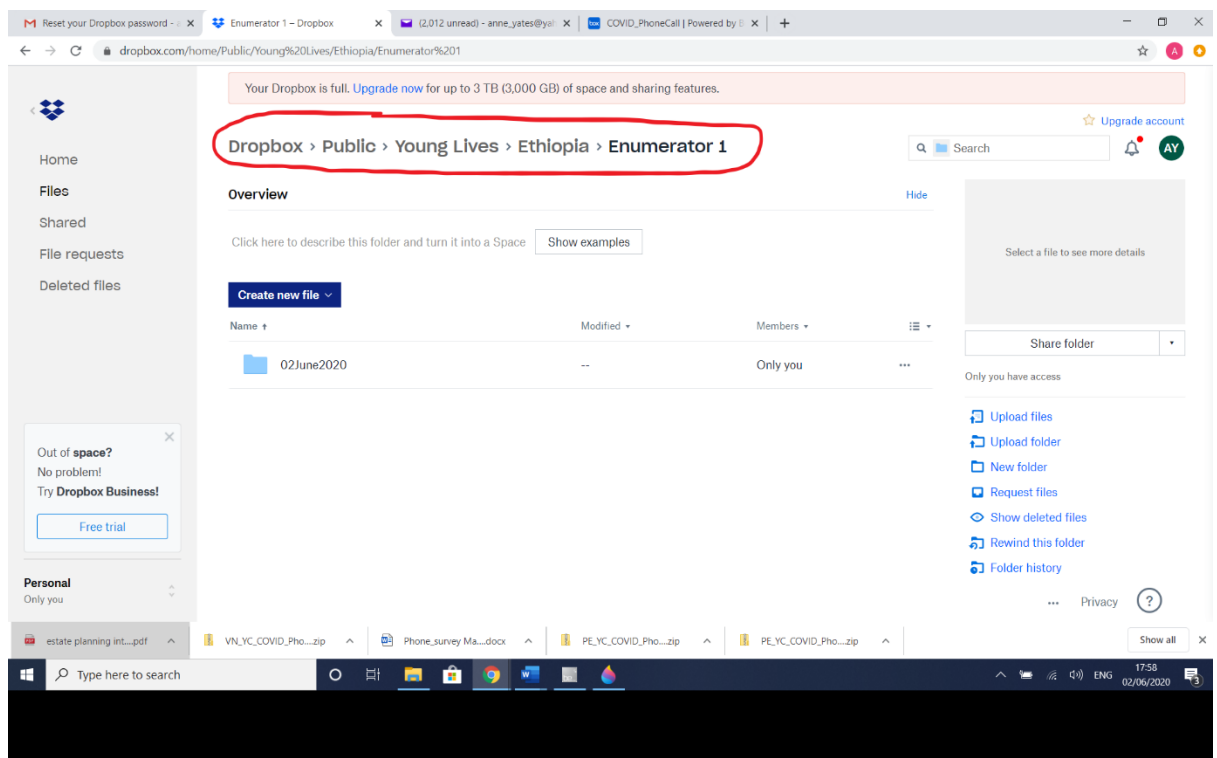 Reset your Dropbox password - a
Enumerator 1 – Dropbox
(2,012 unread) - anne_yates@yah
COVID_PhoneCall | Powered by B
dropbox.com/home/Public/Young%20Lives/Ethiopia/Enumerator%201
A
Your Dropbox is full. Upgrade now for up to 3 TB (3,000 GB) of space and sharing features.
Upgrade account
Dropbox › Public › Young Lives › Ethiopia › Enumerator 1
Search
AY
Home
Files
Shared
File requests
Deleted files
Overview
Hide
Click here to describe this folder and turn it into a Space
Show examples
Select a file to see more details
Create new file
Name
Modified
Members
02June2020
--
Only you
Share folder
Only you have access
Upload files
Upload folder
New folder
Request files
Show deleted files
Rewind this folder
Folder history
Out of space?
No problem!
Try Dropbox Business!
Free trial
Personal
Only you
... Privacy ?
estate planning int....pdf
VN_YC_COVID_Pho....zip
Phone_survey Ma....docx
PE_YC_COVID_Pho....zip
PE_YC_COVID_Pho....zip
Show all
Type here to search
ENG
17:58
02/06/2020
3